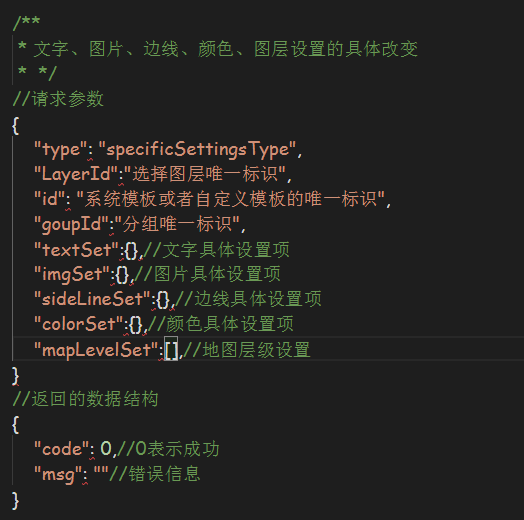 /**
* 文字、图片、边线、颜色、图层设置的具体改变
* */
//请求参数
{
"type": "specificSettingsType",
"LayerId":"选择图层唯一标识",
"id": "系统模板或者自定义模板的唯一标识",
"goupId":"分组唯一标识",
"textSet":{},//文字具体设置项
"imgSet":{},//图片具体设置项
"sideLineSet":{},//边线具体设置项
"colorSet":{},//颜色具体设置项
"mapLevelSet":[],//地图层级设置
}
//返回的数据结构
{
"code": 0,//0表示成功
"msg": ""//错误信息
}